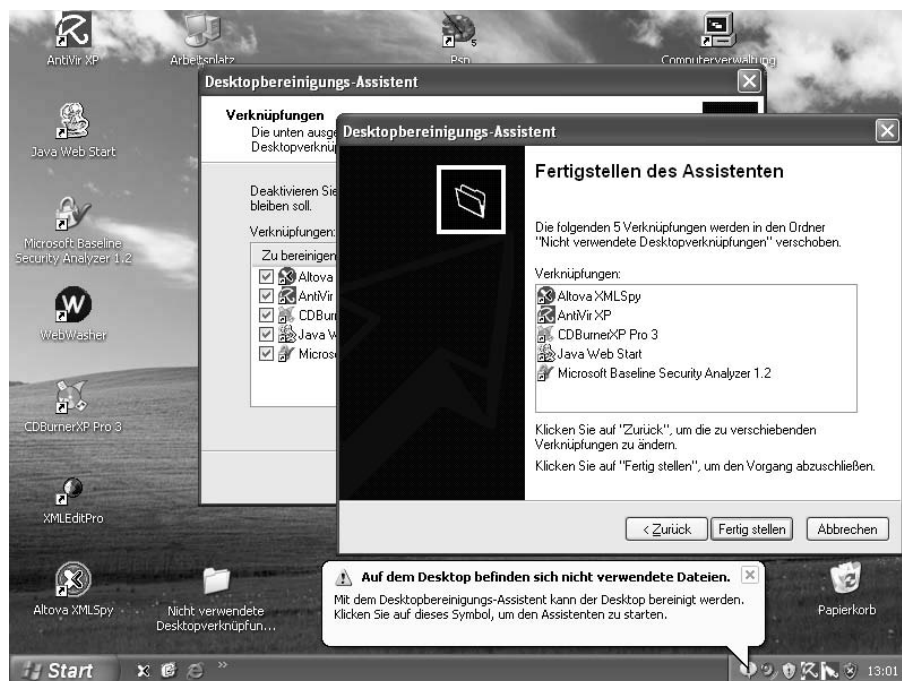 AntiVir XP
Arbeitsplatz
Psp
Computerverwaltung
Java Web Start
Microsoft Baseline
Security Analyzer 1.2
WebWasher
CDBurnerXP Pro 3
XMLEditPro
Altova XMLSpy
Nicht verwendete
Desktopverknüpfun...
Papierkorb
Desktopbereinigungs-Assistent
Verknüpfungen
Die unten ausge
Desktopverknü
Deaktivieren Sie
bleiben soll.
Verknüpfungen:
Zu bereinigen
Altova
AntiVir
CDBurn
Java W
Microso
Desktopbereinigungs-Assistent
Fertigstellen des Assistenten
Die folgenden 5 Verknüpfungen werden in den Ordner
"Nicht verwendete Desktopverknüpfungen" verschoben.
Verknüpfungen:
Altova XMLSpy
AntiVir XP
CDBurnerXP Pro 3
Java Web Start
Microsoft Baseline Security Analyzer 1.2
Klicken Sie auf "Zurück", um die zu verschiebenden
Verknüpfungen zu ändern.
Klicken Sie auf "Fertig stellen", um den Vorgang abzuschließen.
< Zurück Fertig stellen Abbrechen
Auf dem Desktop befinden sich nicht verwendete Dateien.
Mit dem Desktopbereinigungs-Assistent kann der Desktop bereinigt werden.
Klicken Sie auf dieses Symbol, um den Assistenten zu starten.
Start
13:01